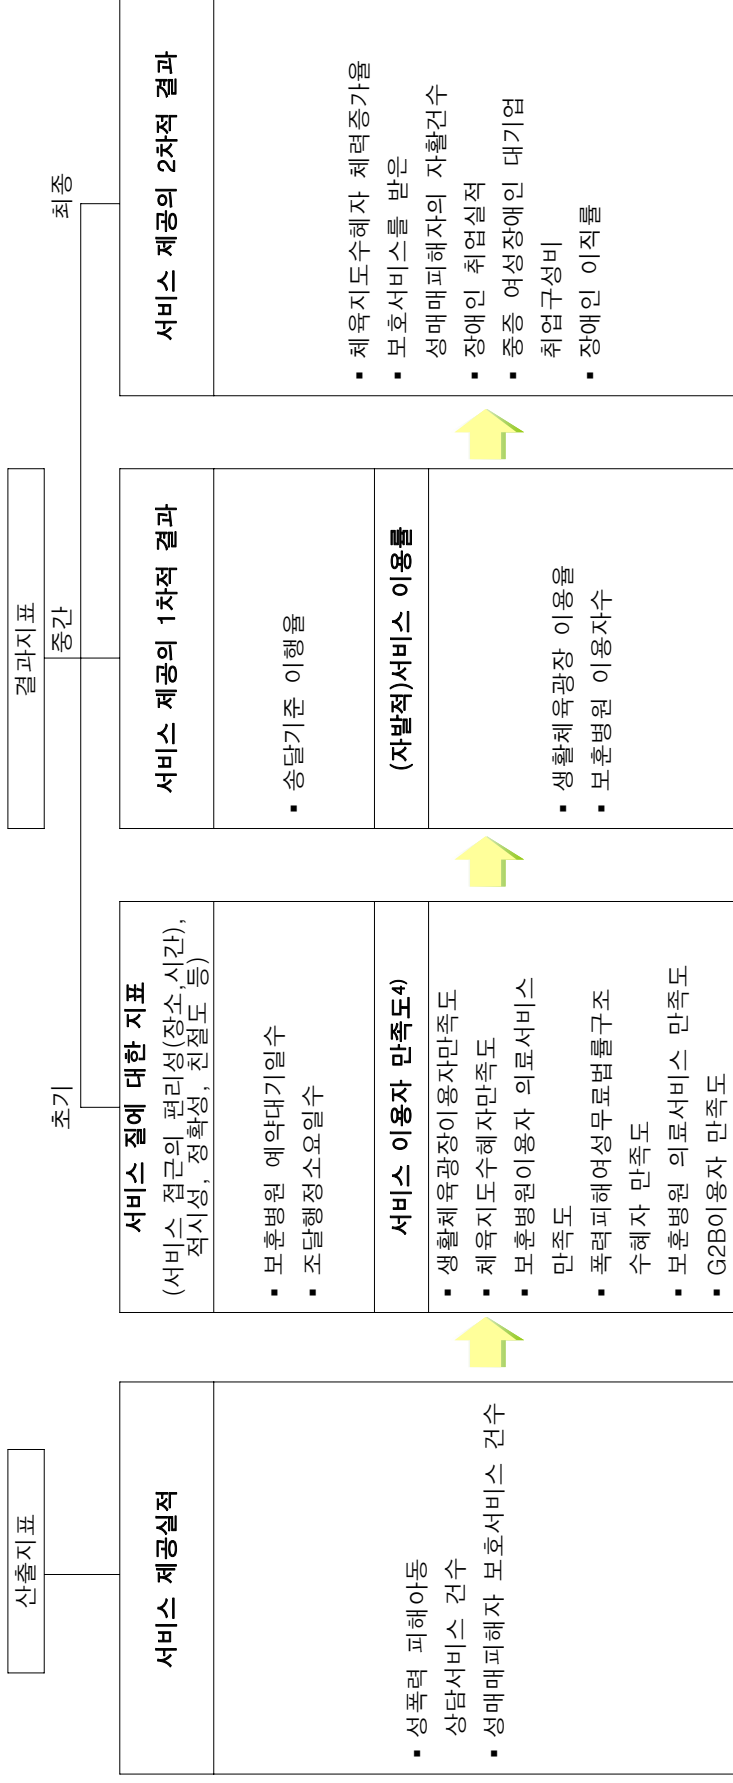 산출지표
결과지표
초기
중간
최종
서비스 제공실적
▪ 성폭력 피해아동
상담서비스 건수
▪ 성매매피해자 보호서비스 건수
서비스 질에 대한 지표
(서비스 접근의 편리성(장소,시간),
적시성, 정확성, 친절도 등)
▪ 보훈병원 예약대기일수
▪ 조달행정소요일수
서비스 이용자 만족도4)
▪ 생활체육광장이용자만족도
▪ 체육지도수혜자만족도
▪ 보훈병원이용자 의료서비스
만족도
▪ 폭력피해여성무료법률구조
수혜자 만족도
▪ 보훈병원 의료서비스 만족도
▪ G2B이용자 만족도
서비스 제공의 1차적 결과
▪ 송달기준 이행율
(자발적)서비스 이용률
▪ 생활체육광장 이용율
▪ 보훈병원 이용자수
서비스 제공의 2차적 결과
▪ 체육지도수혜자 체력증가율
▪ 보호서비스를 받은
성매매피해자의 자활건수
▪ 장애인 취업실적
▪ 중증 여성장애인 대기업
취업구성비
▪ 장애인 이직률